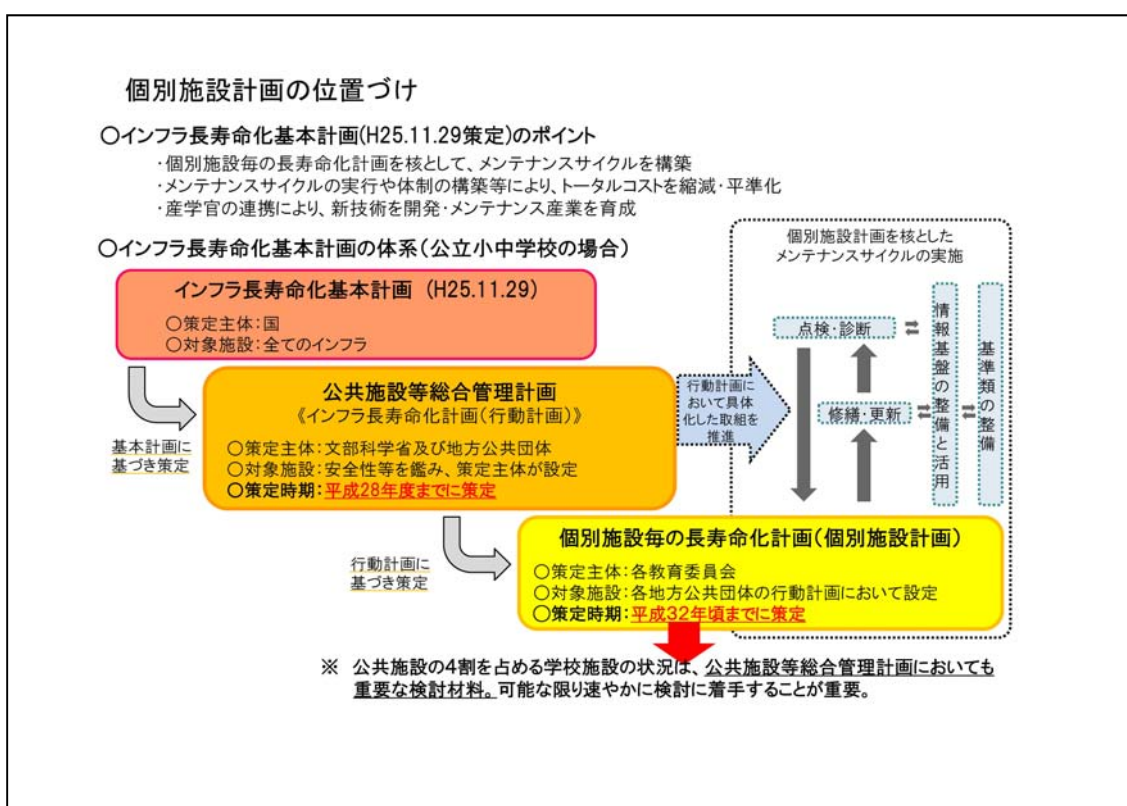 個別施設計画の位置づけ
○インフラ長寿命化基本計画(H25.11.29策定)のポイント
・個別施設毎の長寿命化計画を核として、メンテナンスサイクルを構築
・メンテナンスサイクルの実行や体制の構築等により、トータルコストを縮減・平準化
・産学官の連携により、新技術を開発・メンテナンス産業を育成
○インフラ長寿命化基本計画の体系(公立小中学校の場合)
インフラ長寿命化基本計画 (H25.11.29)
○策定主体:国
○対象施設:全てのインフラ
基本計画に
基づき策定
公共施設等総合管理計画
《インフラ長寿命化計画(行動計画)》
○策定主体:文部科学省及び地方公共団体
○対象施設:安全性等を鑑み、策定主体が設定
○策定時期:平成28年度までに策定
行動計画に
おいて具体
化した取組を
推進
個別施設計画を核とした
メンテナンスサイクルの実施
点検・診断
修繕・更新
情報基盤の整備と活用
基準類の整備
行動計画に
基づき策定
個別施設毎の長寿命化計画(個別施設計画)
○策定主体:各教育委員会
○対象施設:各地方公共団体の行動計画において設定
○策定時期:平成32年頃までに策定
※ 公共施設の4割を占める学校施設の状況は、公共施設等総合管理計画においても
重要な検討材料。可能な限り速やかに検討に着手することが重要。